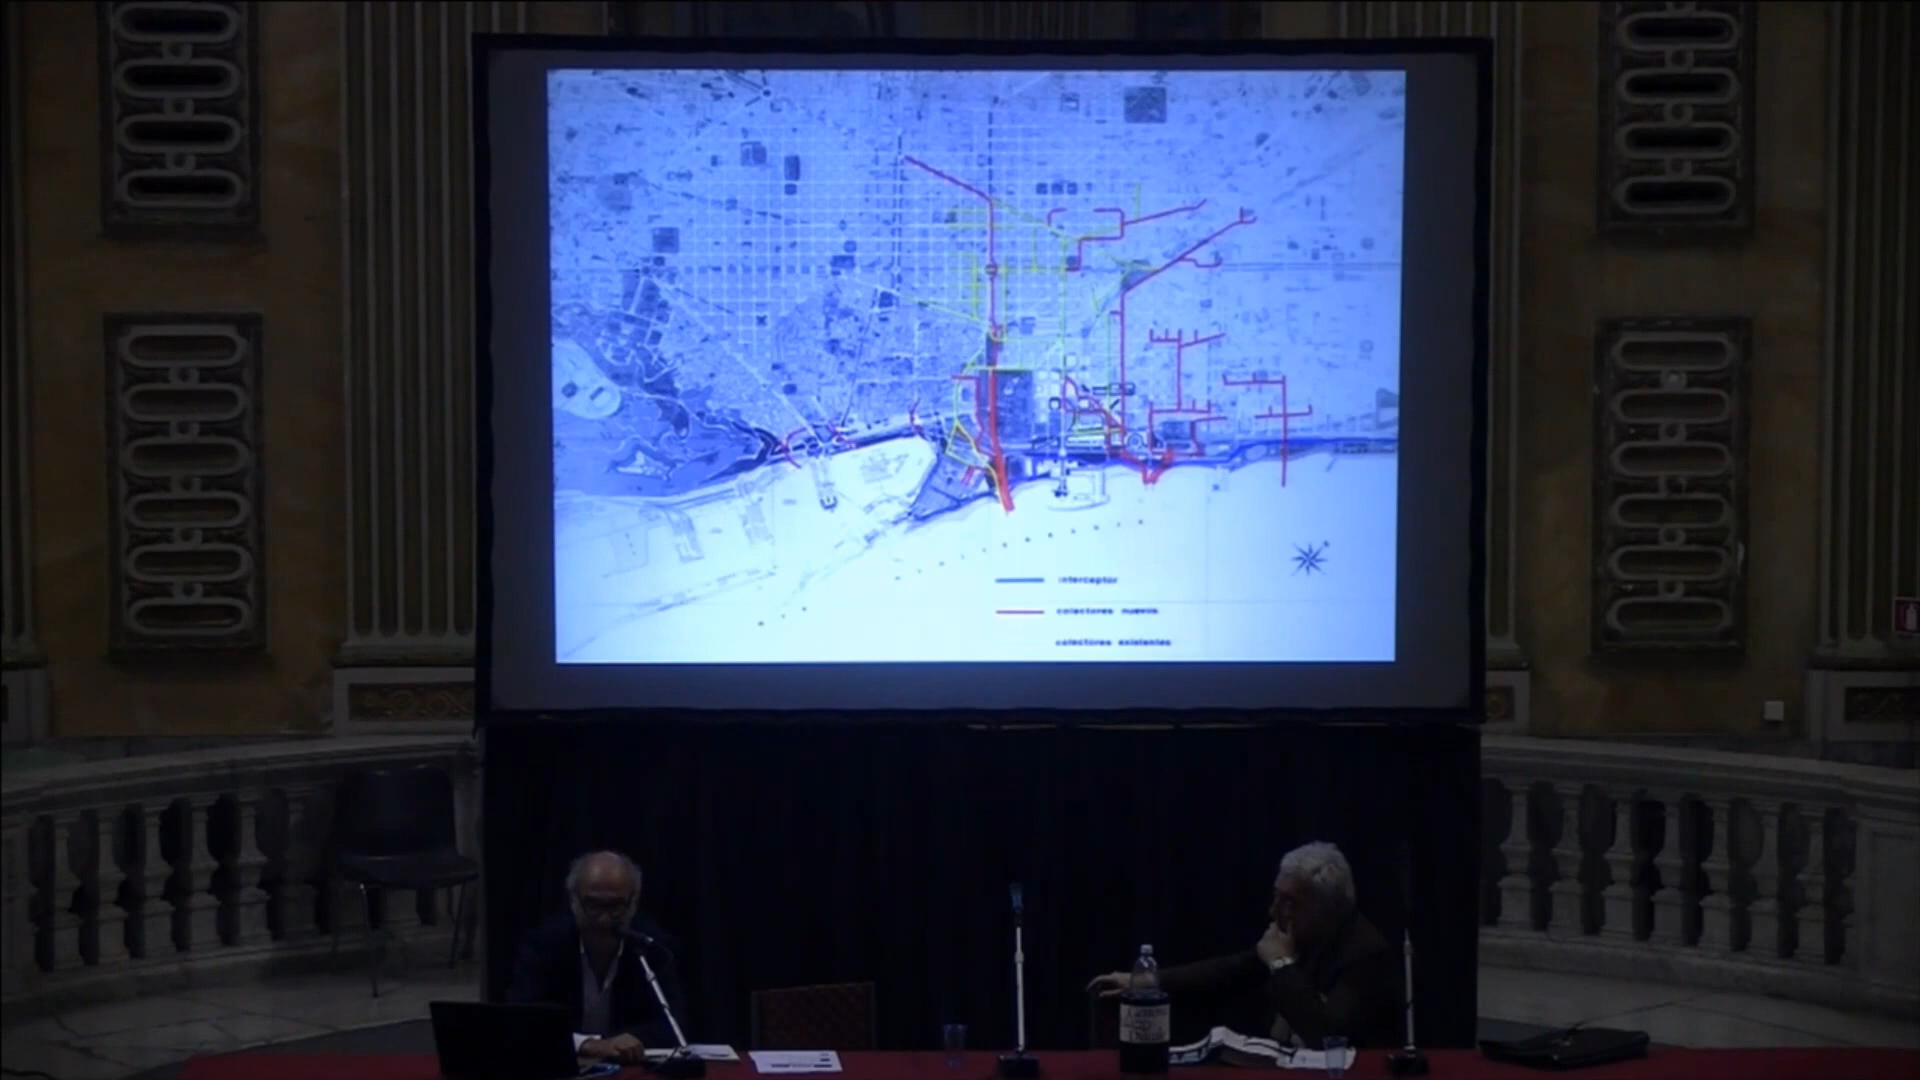 interceptor
colectores nuevos
colectores existentes